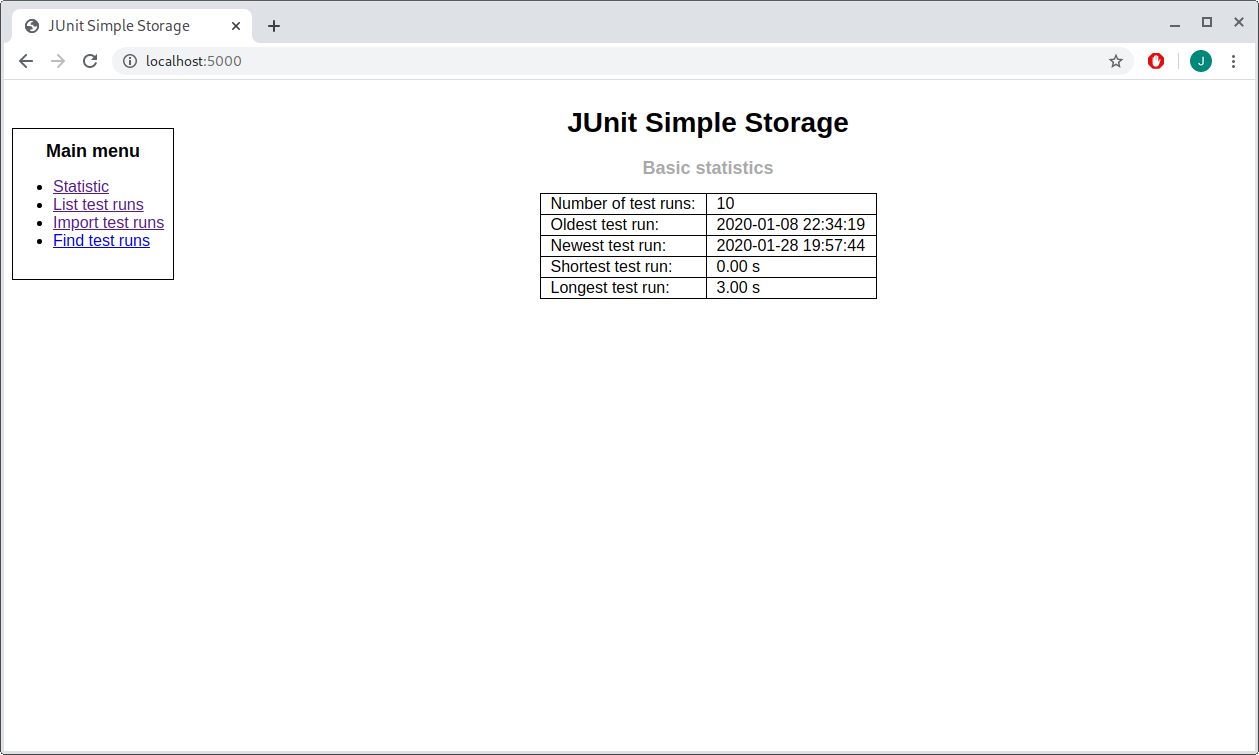 JUnit Simple Storage
localhost:5000
J
JUnit Simple Storage
Main menu
Statistic
List test runs
Import test runs
Find test runs
Basic statistics
Number of test runs: 10
Oldest test run: 2020-01-08 22:34:19
Newest test run: 2020-01-28 19:57:44
Shortest test run: 0.00 s
Longest test run: 3.00 s